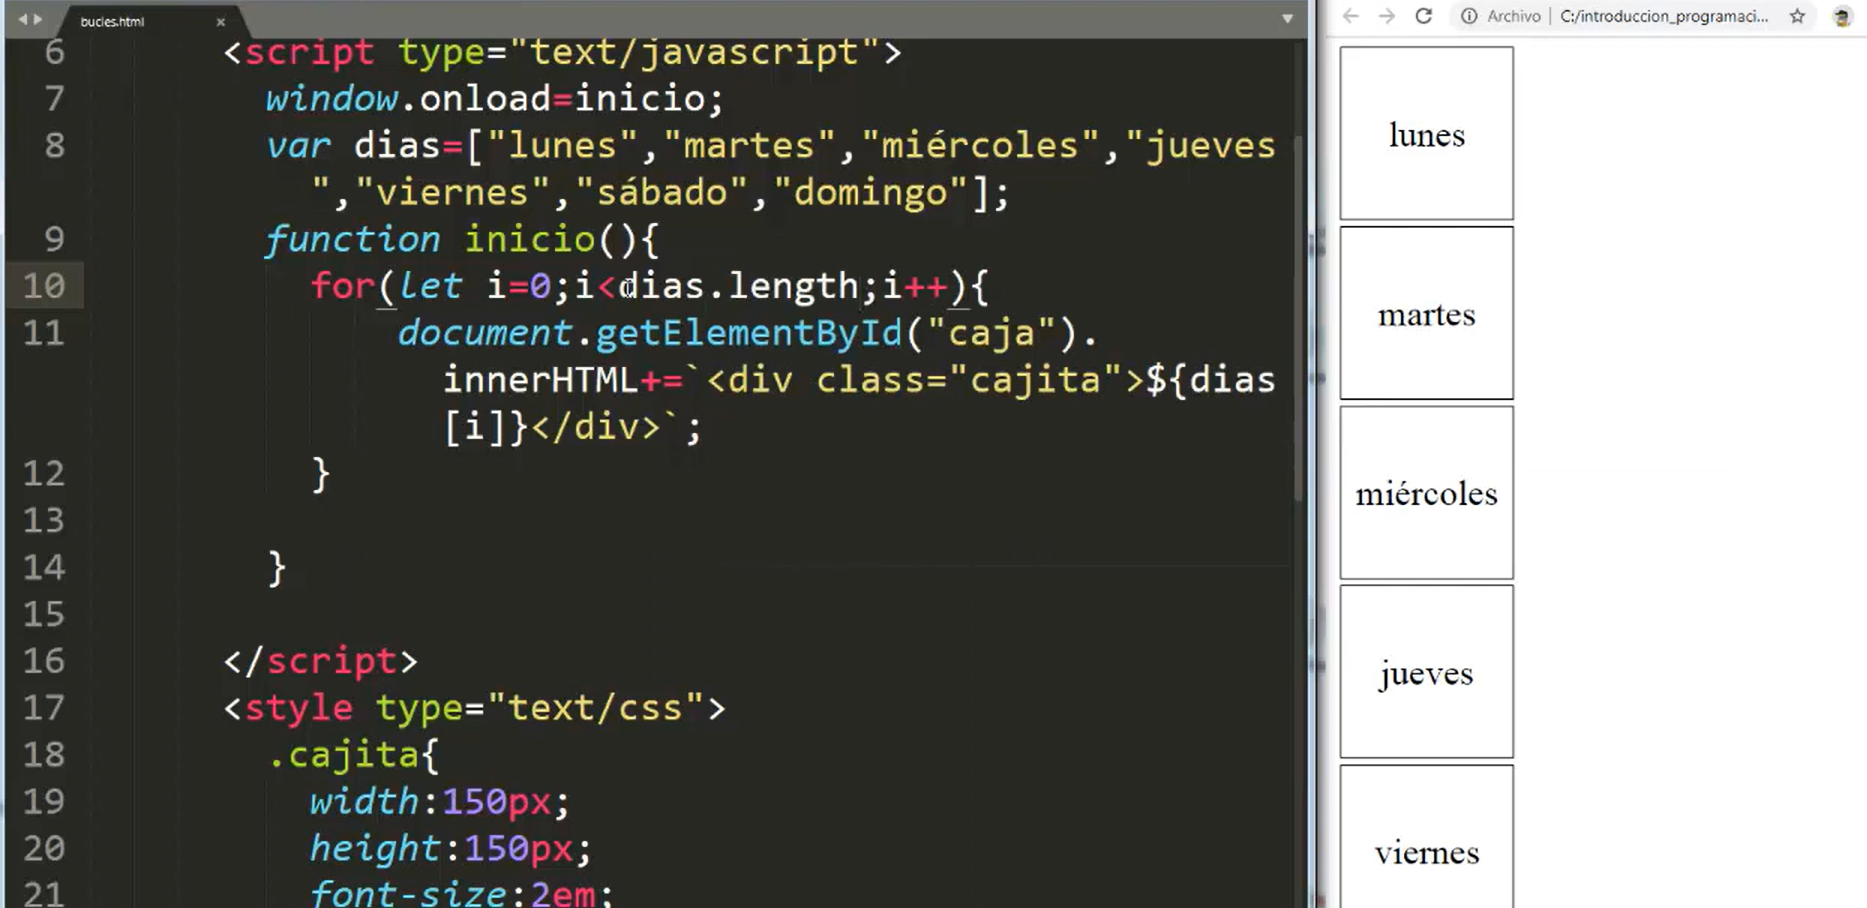 bucles.html ×
6 <script type="text/javascript">
7 window.onload=inicio;
8 var dias=["lunes","martes","miércoles","jueves
","viernes","sábado","domingo"];
9 function inicio(){
10 for(let i=0;i<dias.length;i++){
11 document.getElementById("caja").
innerHTML+=`<div class="cajita">${dias
[i]}</div>`;
12 }
13
14 }
15
16 </script>
17 <style type="text/css">
18 .cajita{
19 width:150px;
20 height:150px;
21 font-size:2em;
Archivo | C:/introduccion_programaci...
lunes
martes
miércoles
jueves
viernes